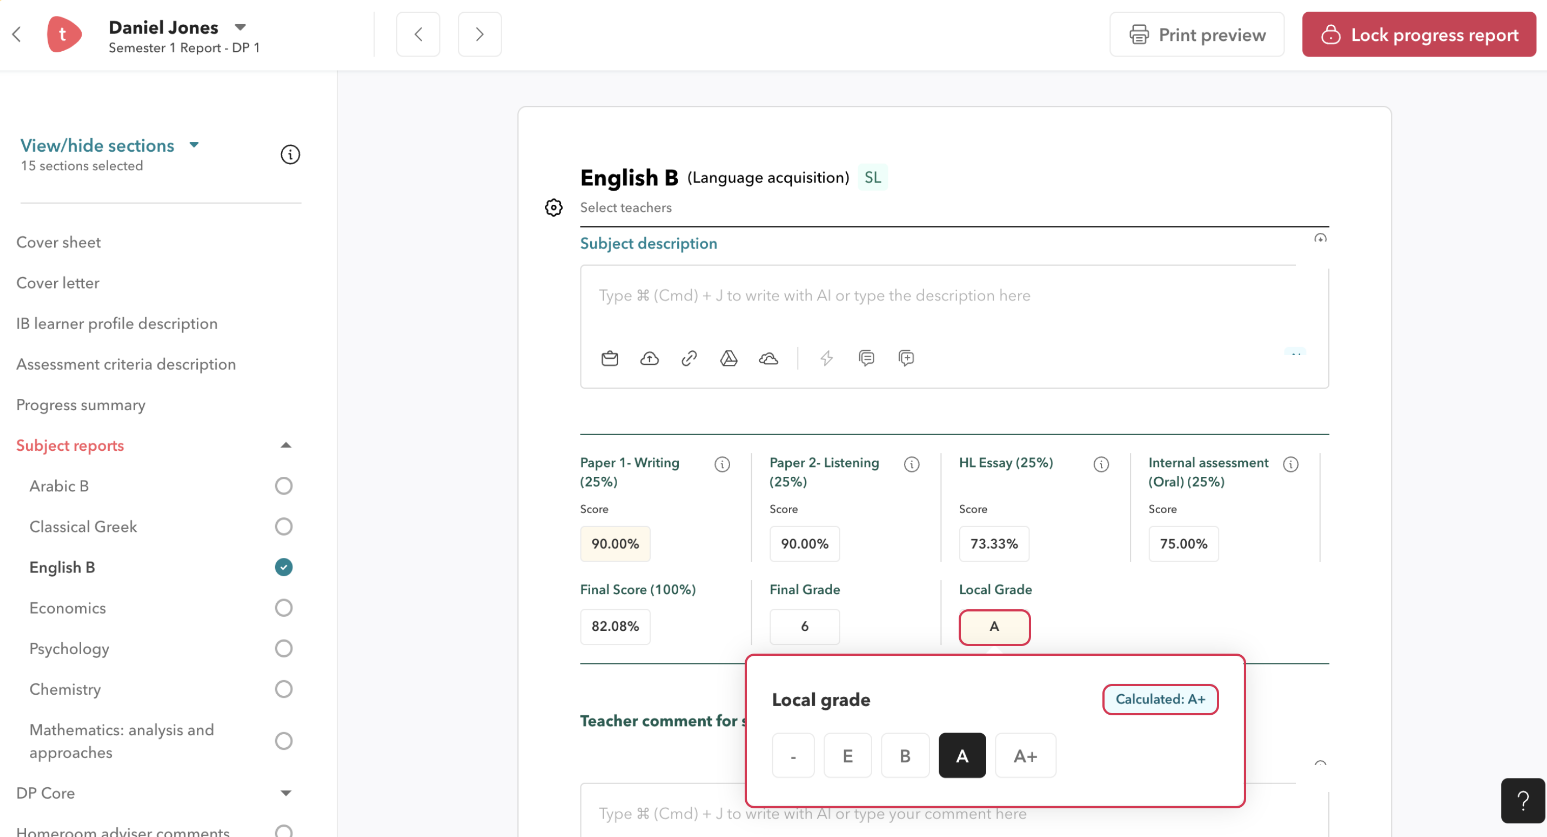 t
Daniel Jones
Semester 1 Report - DP 1
Print preview
Lock progress report
View/hide sections
15 sections selected
Cover sheet
Cover letter
IB learner profile description
Assessment criteria description
Progress summary
Subject reports
Arabic B
Classical Greek
English B
Economics
Psychology
Chemistry
Mathematics: analysis and
approaches
DP Core
Homeroom adviser comments
English B (Language acquisition) SL
Select teachers
Subject description
Type ⌘ (Cmd) + J to write with AI or type the description here
Paper 1- Writing
(25%)
Score
90.00%
Paper 2- Listening
(25%)
Score
90.00%
HL Essay (25%)
Score
73.33%
Internal assessment
(Oral) (25%)
Score
75.00%
Final Score (100%)
82.08%
Final Grade
6
Local Grade
A
Local grade
Calculated: A+
- E B A A+
Teacher comment for s
Type ⌘ (Cmd) + J to write with AI or type your comment here
?